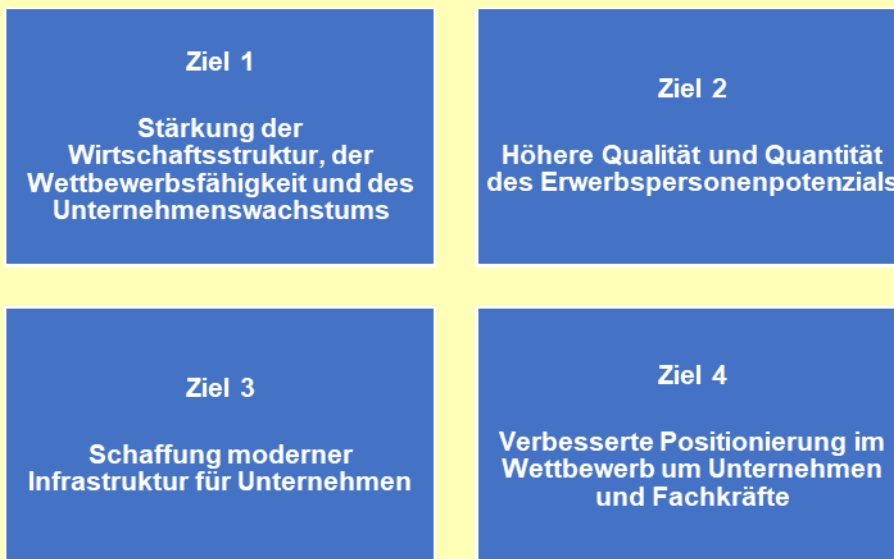 Ziel 1
Stärkung der
Wirtschaftsstruktur, der
Wettbewerbsfähigkeit und des
Unternehmenswachstums
Ziel 2
Höhere Qualität und Quantität
des Erwerbspersonenpotenzials
Ziel 3
Schaffung moderner
Infrastruktur für Unternehmen
Ziel 4
Verbesserte Positionierung im
Wettbewerb um Unternehmen
und Fachkräfte